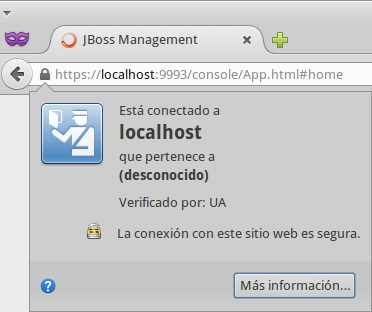 JBoss Management
https://localhost:9993/console/App.html#home
Está conectado a
localhost
que pertenece a
(desconocido)
Verificado por: UA
La conexión con este sitio web es segura.
Más información...